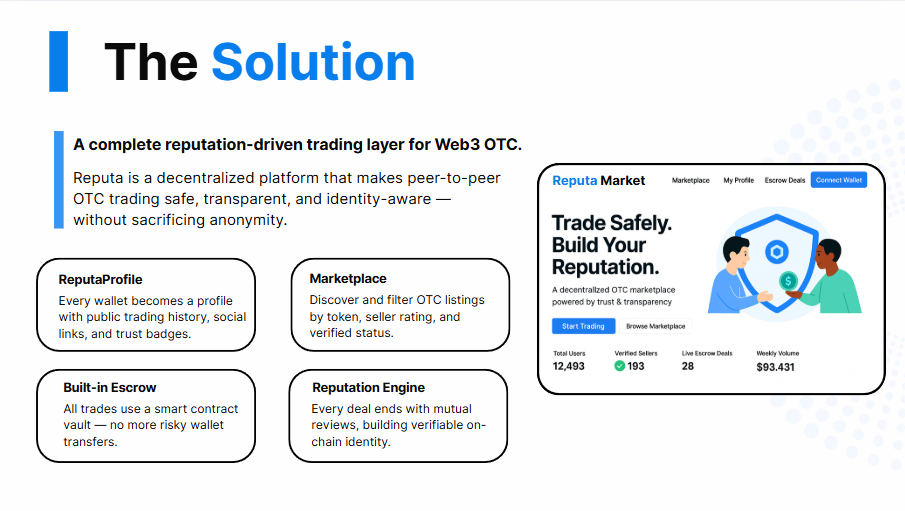 The Solution
A complete reputation-driven trading layer for Web3 OTC.
Reputa is a decentralized platform that makes peer-to-peer
OTC trading safe, transparent, and identity-aware —
without sacrificing anonymity.
ReputaProfile
Every wallet becomes a profile
with public trading history, social
links, and trust badges.
Marketplace
Discover and filter OTC listings
by token, seller rating, and
verified status.
Built-in Escrow
All trades use a smart contract
vault — no more risky wallet
transfers.
Reputation Engine
Every deal ends with mutual
reviews, building verifiable on-
chain identity.
Reputa Market
Marketplace My Profile Escrow Deals Connect Wallet
Trade Safely.
Build Your
Reputation.
A decentralized OTC marketplace
powered by trust & transparency
Start Trading Browse Marketplace
Total Users Verified Sellers Live Escrow Deals Weekly Volume
12,493 193 28 $93.431